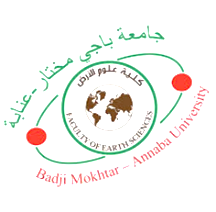 جامعة باجي مختار-عنابة
كلية علوم الأرض
FACULTY OF EARTH SCIENCES
Badji Mokhtar – Annaba University